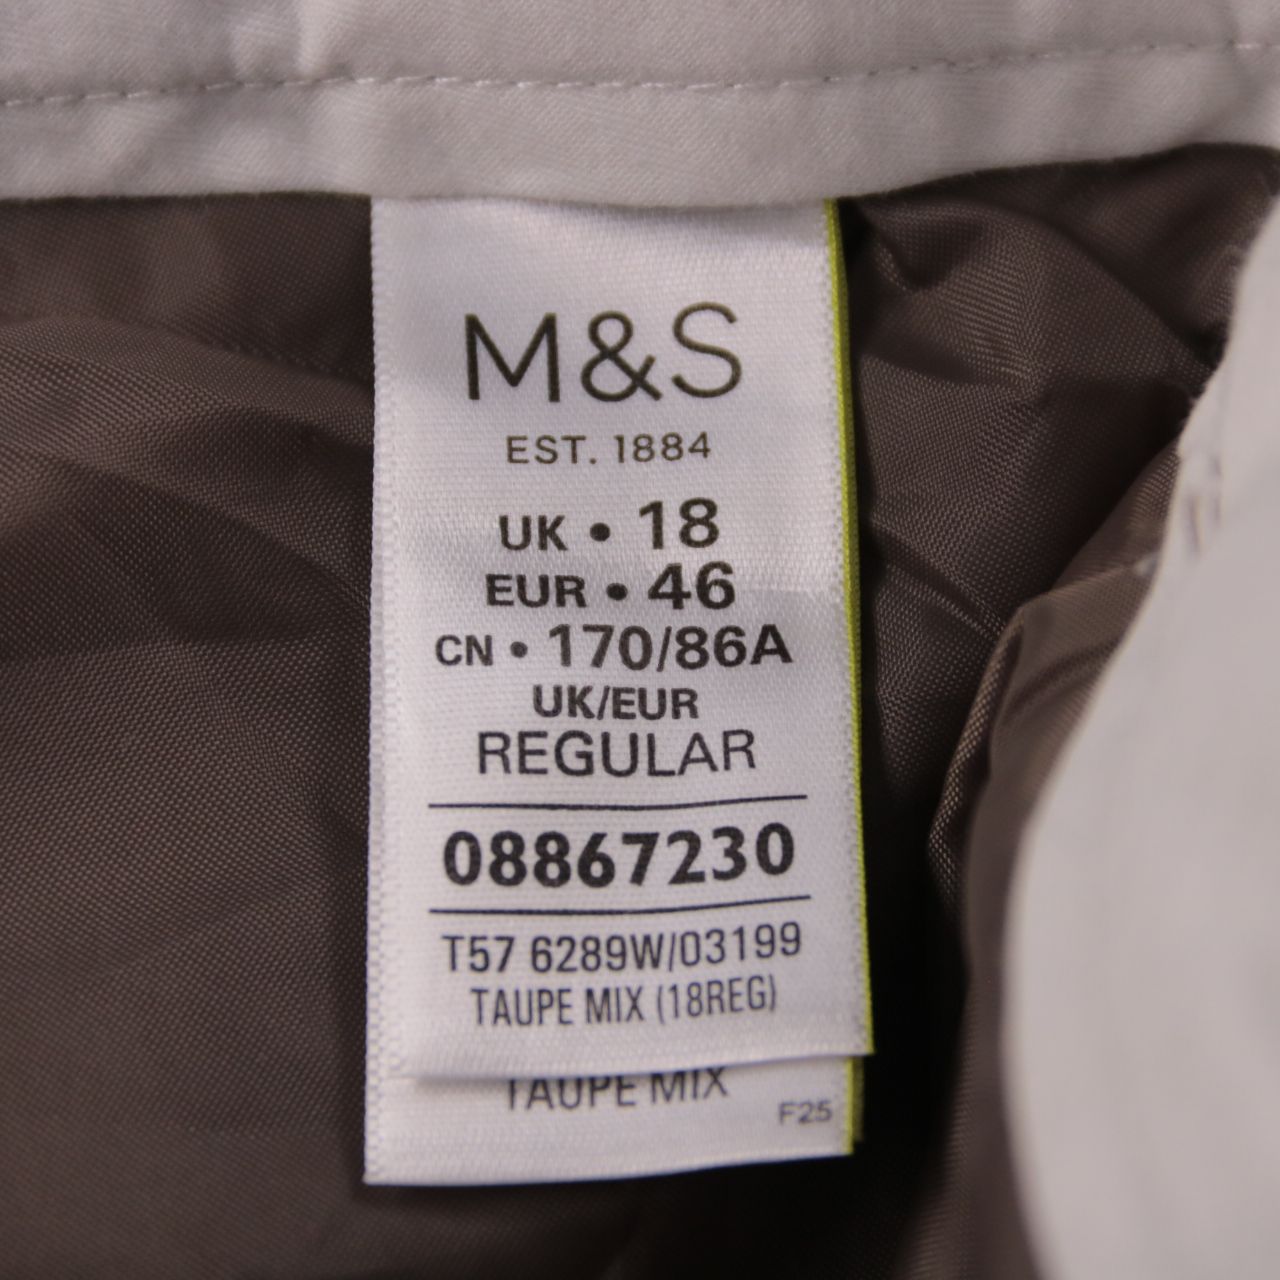 M&S
EST. 1884
UK • 18
EUR • 46
CN • 170/86A
UK/EUR
REGULAR
08867230
T57 6289W/03199
TAUPE MIX (18REG)
TAUPE MIX
F25